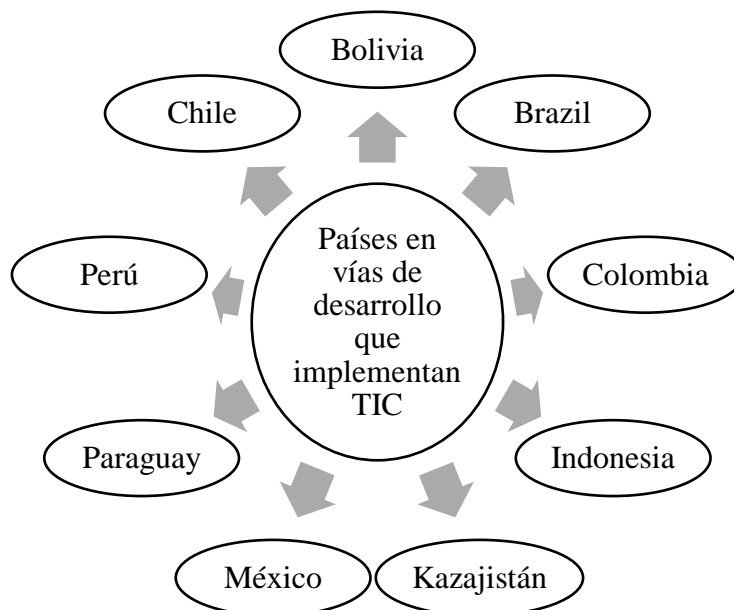 Bolivia
Chile
Brazil
Países en
vías de
desarrollo
que
implementan
TIC
Perú
Colombia
Paraguay
Indonesia
México
Kazajistán